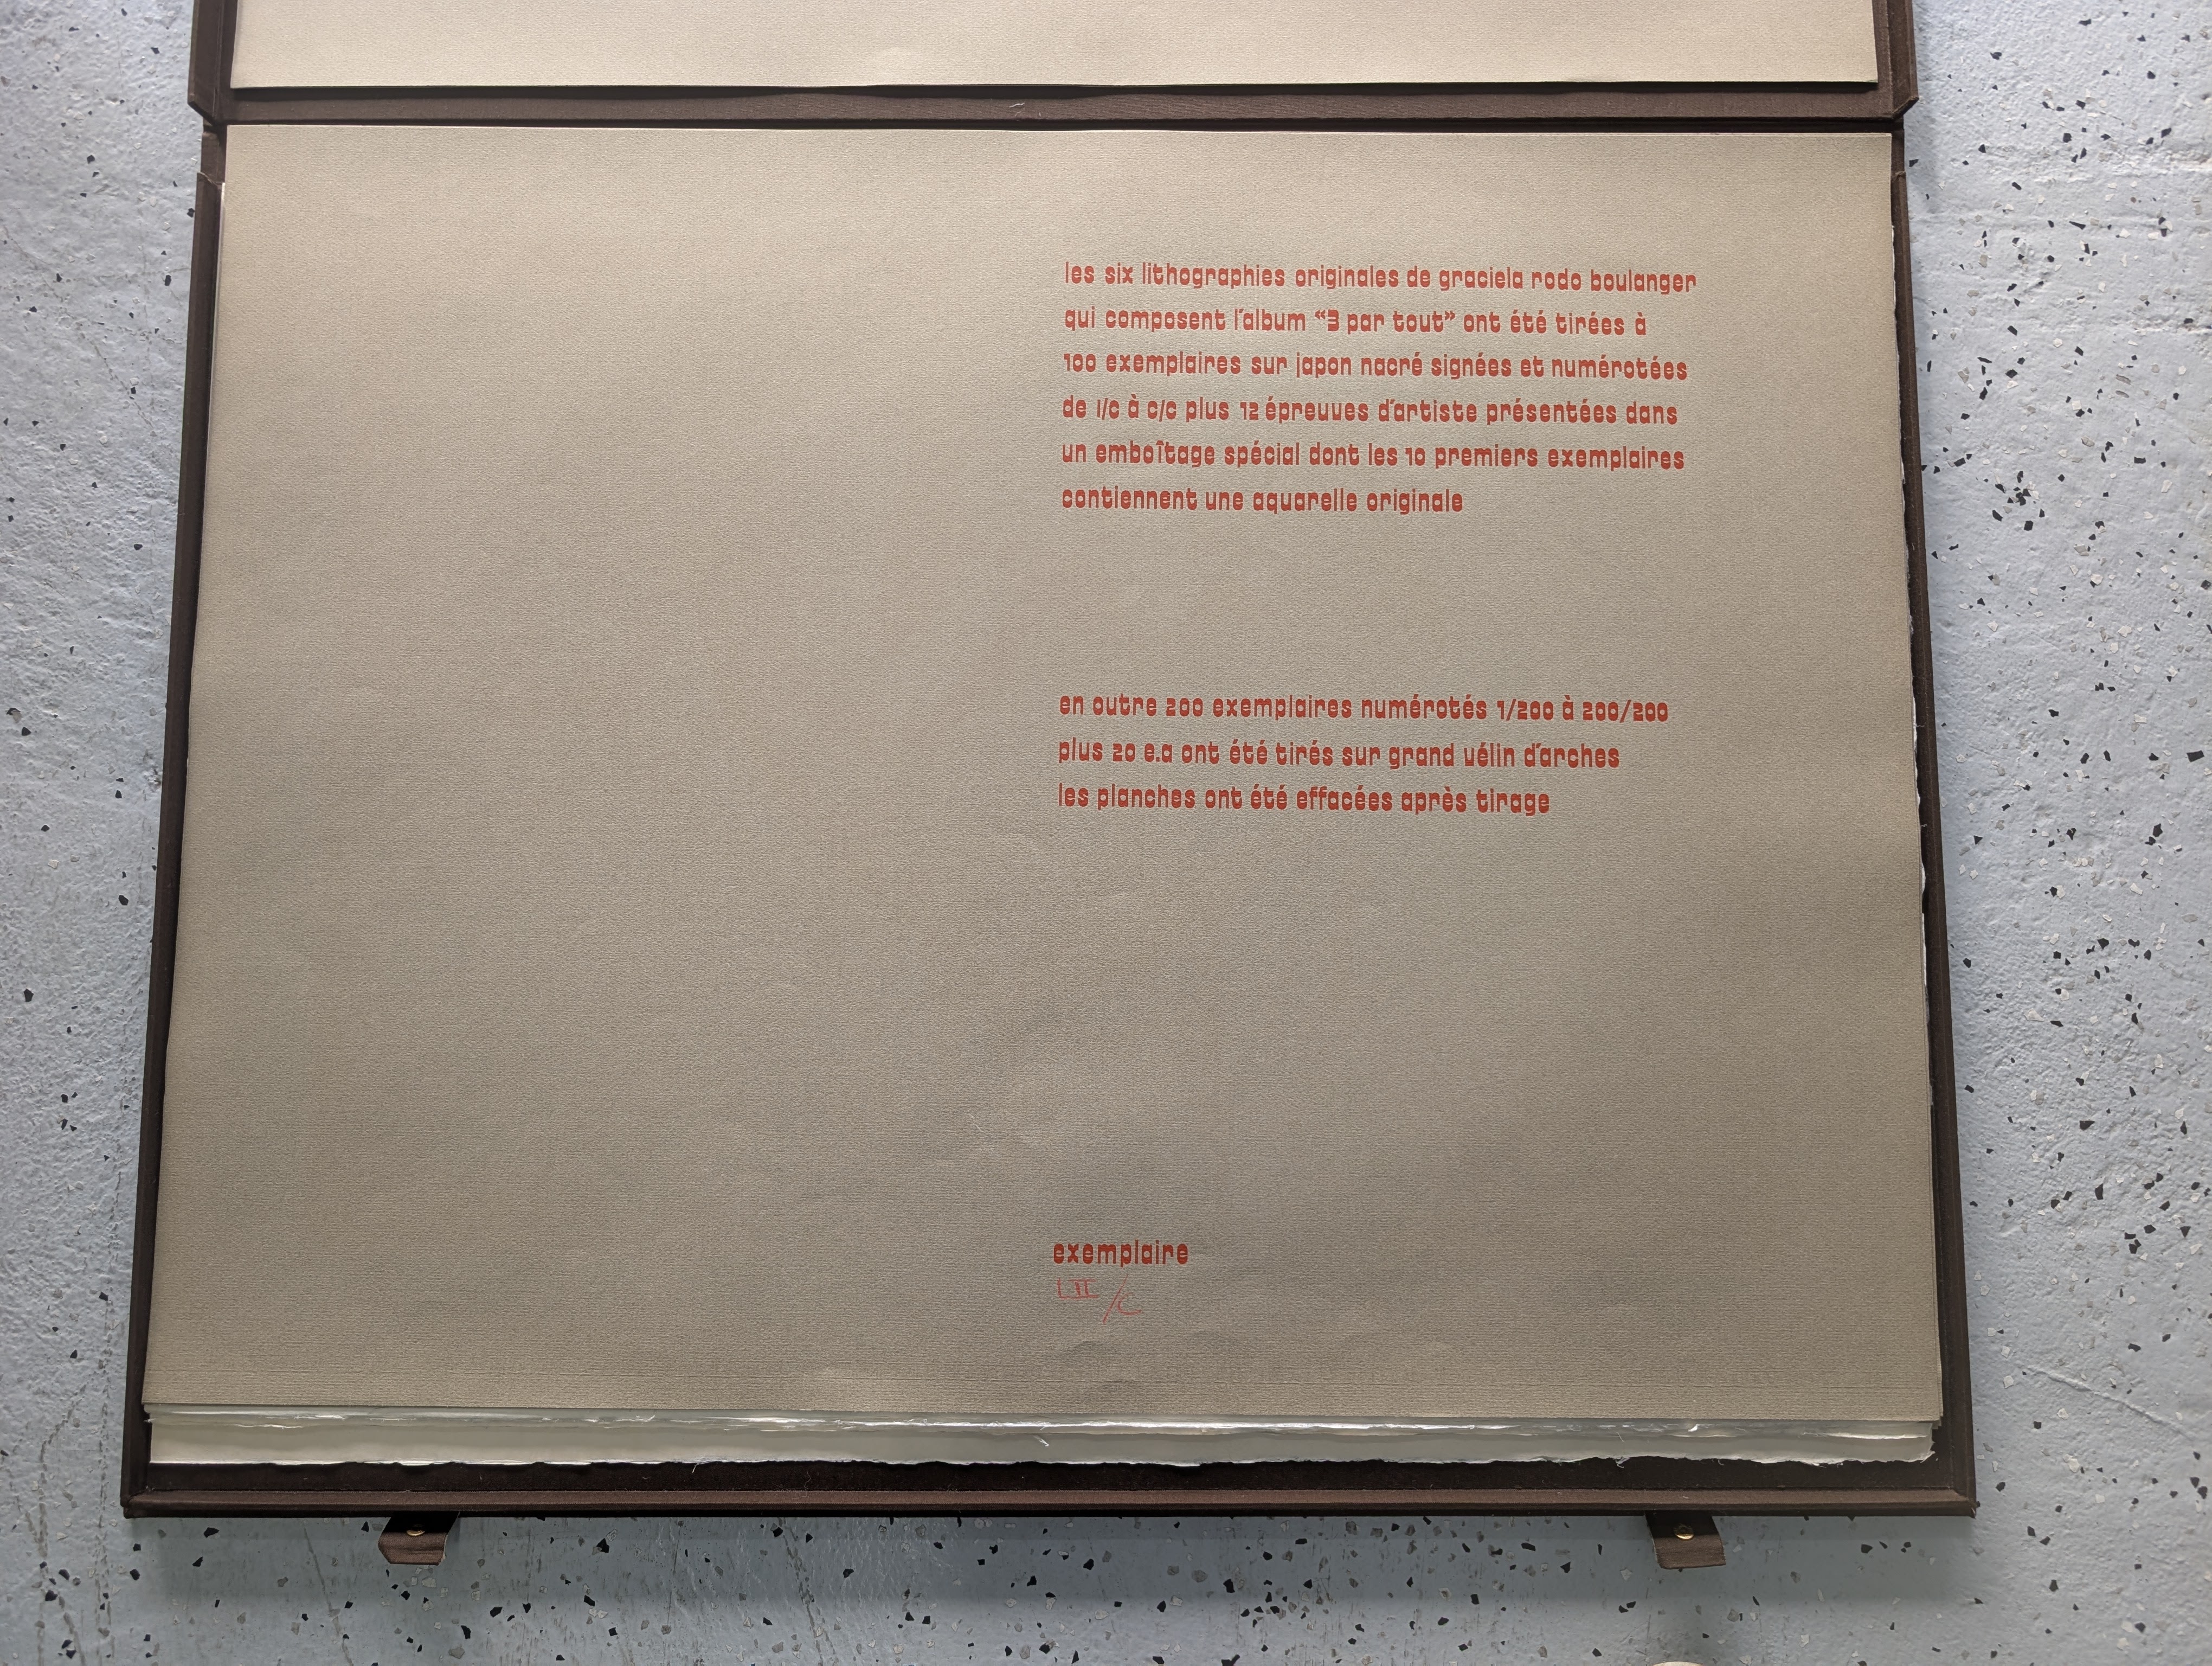 les six lithographies originales de graciela rodo boulanger
qui composent l'album “3 par tout” ont été tirées à
100 exemplaires sur japon nacré signées et numérotées
de I/c à c/c plus 12 épreuves d'artiste présentées dans
un emboîtage spécial dont les 10 premiers exemplaires
contiennent une aquarelle originale
en outre 200 exemplaires numérotés 1/200 à 200/200
plus 20 e.a ont été tirés sur grand vélin d'arches
les planches ont été effacées après tirage
exemplaire
LII/C